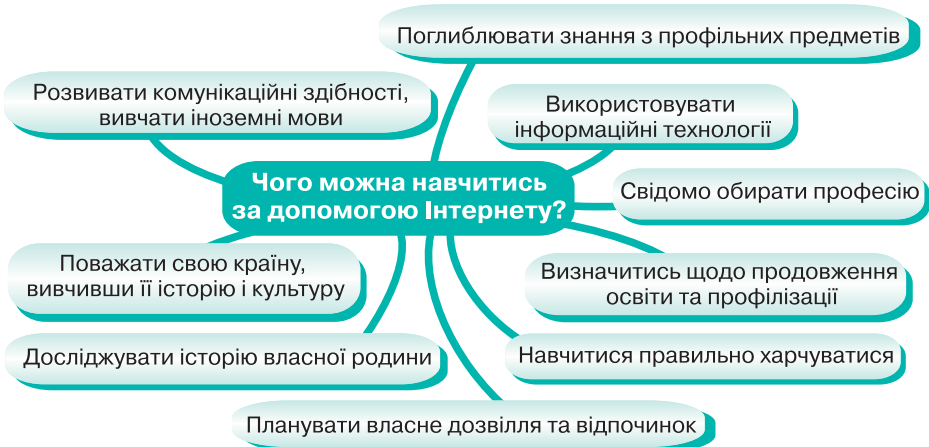 Поглиблювати знання з профільних предметів
Розвивати комунікаційні здібності,
вивчати іноземні мови
Використовувати
інформаційні технології
Чого можна навчитись
за допомогою Інтернету?
Свідомо обирати професію
Поважати свою країну,
вивчивши її історію і культуру
Визначитись щодо продовження
освіти та профілізації
Досліджувати історію власної родини
Навчитися правильно харчуватися
Планувати власне дозвілля та відпочинок